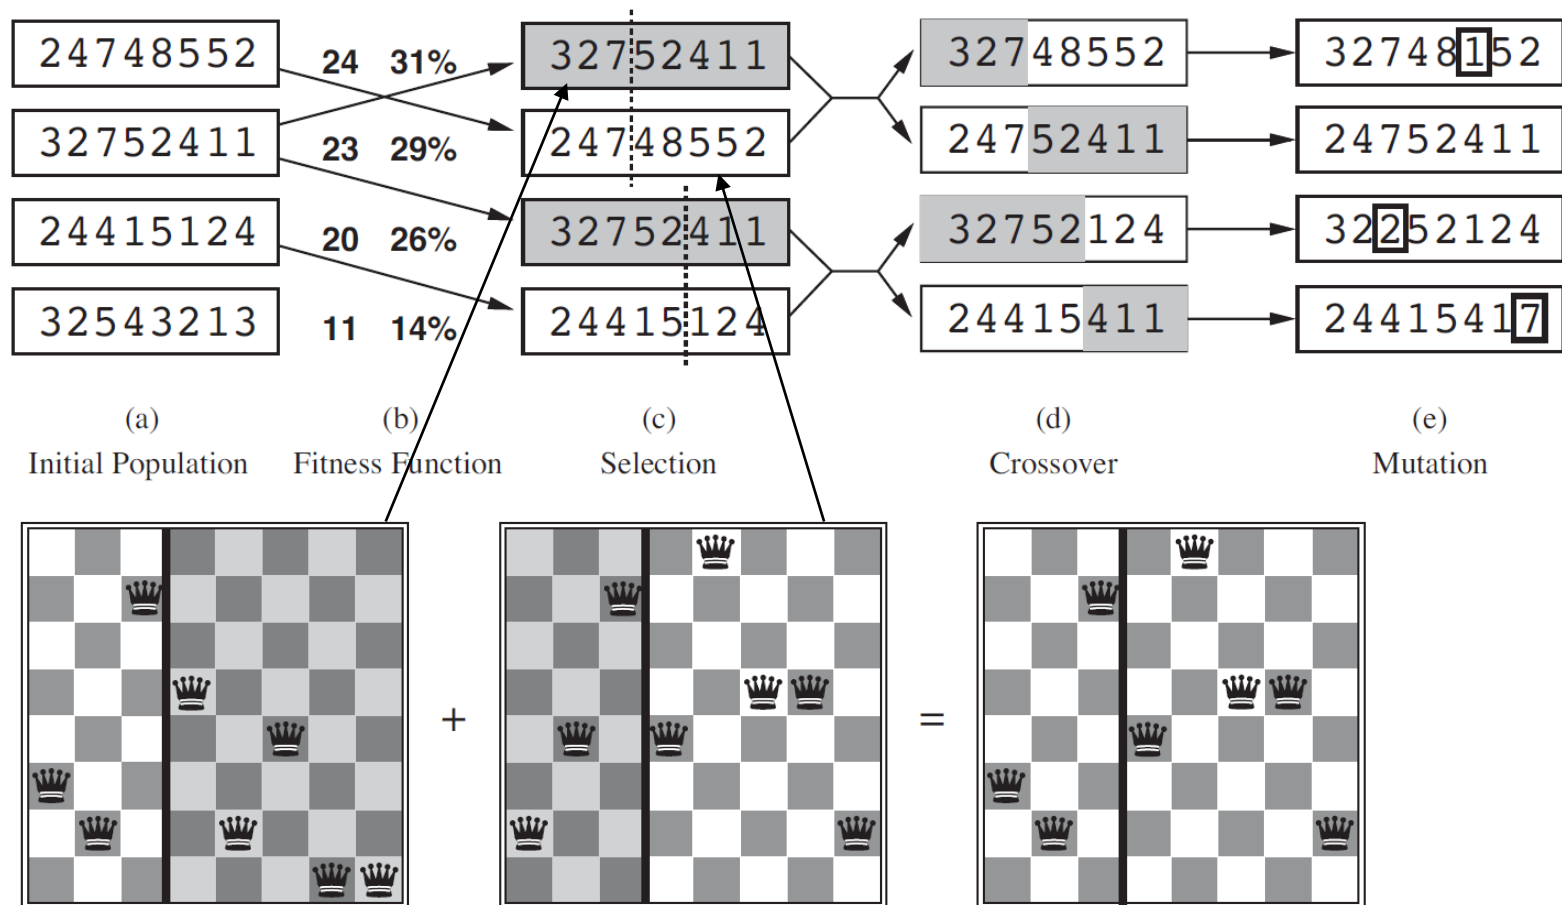 24748552 24 31% 32752411 32748552 32748152
32752411 23 29% 24748552 24752411 24752411
24415124 20 26% 32752411 32752124 32252124
32543213 11 14% 24415124 24415411 24415417
(a) (b) (c) (d) (e)
Initial Population Fitness Function Selection Crossover Mutation
+ =